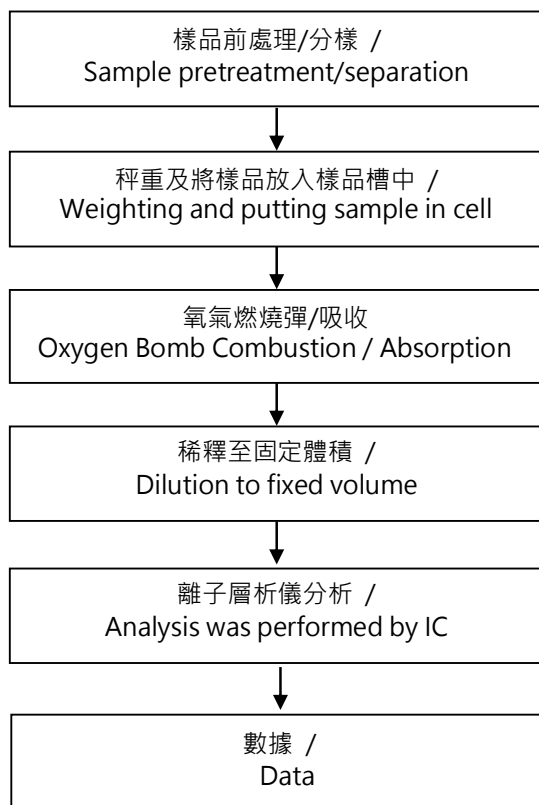 樣品前處理/分樣 /
Sample pretreatment/separation
秤重及將樣品放入樣品槽中 /
Weighting and putting sample in cell
氧氣燃燒彈/吸收
Oxygen Bomb Combustion / Absorption
稀釋至固定體積 /
Dilution to fixed volume
離子層析儀分析 /
Analysis was performed by IC
數據 /
Data